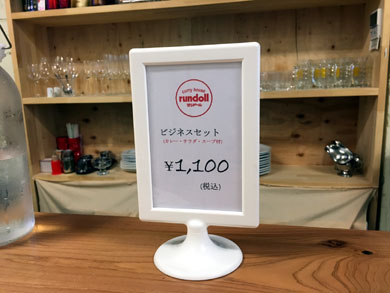 curry house
rundoll
ビジネスセット
(カレー・サラダ・スープ付)
¥1,100
(税込)